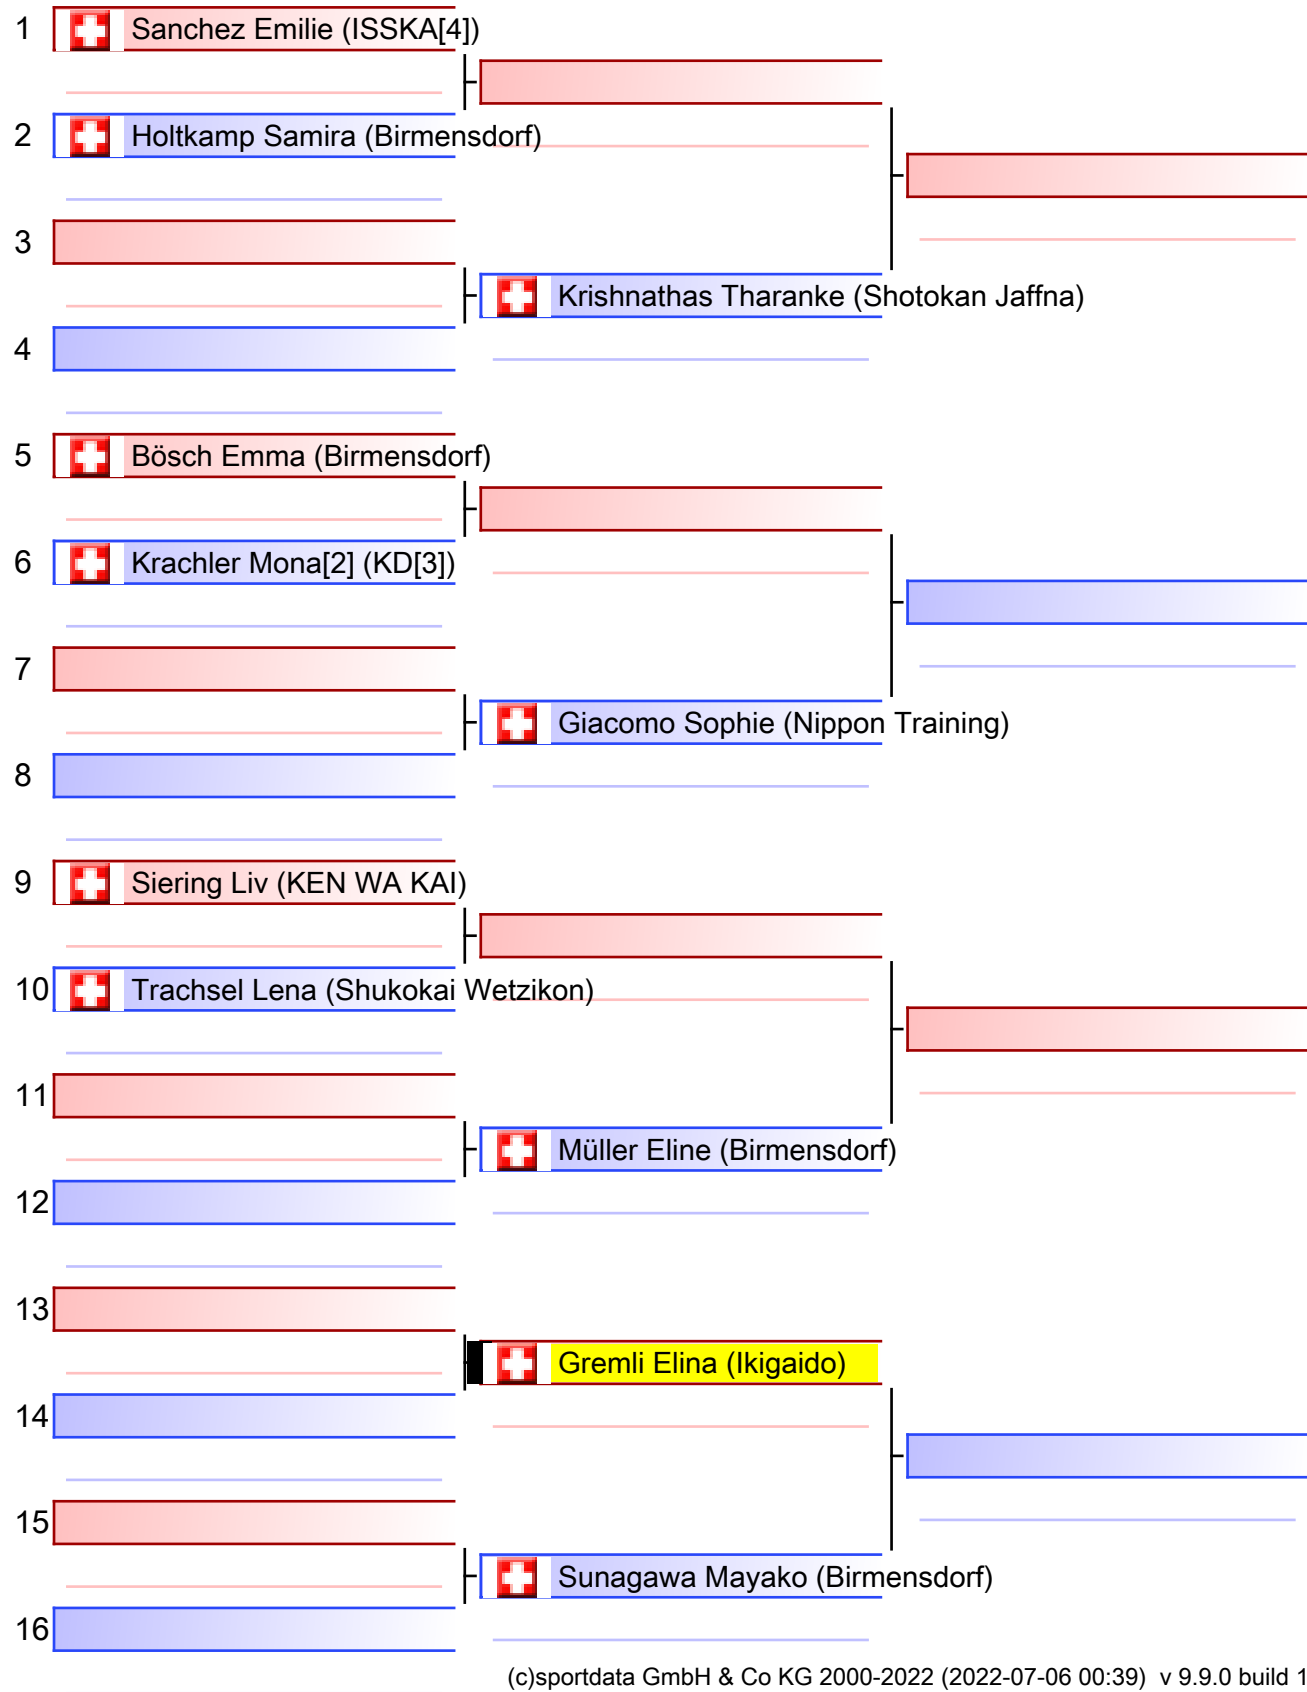 1 Sanchez Emilie (ISSKA[4])
2 Holtkamp Samira (Birmensdorf)
3
Krishnathas Tharanke (Shotokan Jaffna)
4
5 Bösch Emma (Birmensdorf)
6 Krachler Mona[2] (KD[3])
7
Giacomo Sophie (Nippon Training)
8
9 Siering Liv (KEN WA KAI)
10 Trachsel Lena (Shukokai Wetzikon)
11
Müller Eline (Birmensdorf)
12
13
Gremli Elina (Ikigaido)
14
15
Sunagawa Mayako (Birmensdorf)
16
(c)sportdata GmbH & Co KG 2000-2022 (2022-07-06 00:39) v 9.9.0 build 1